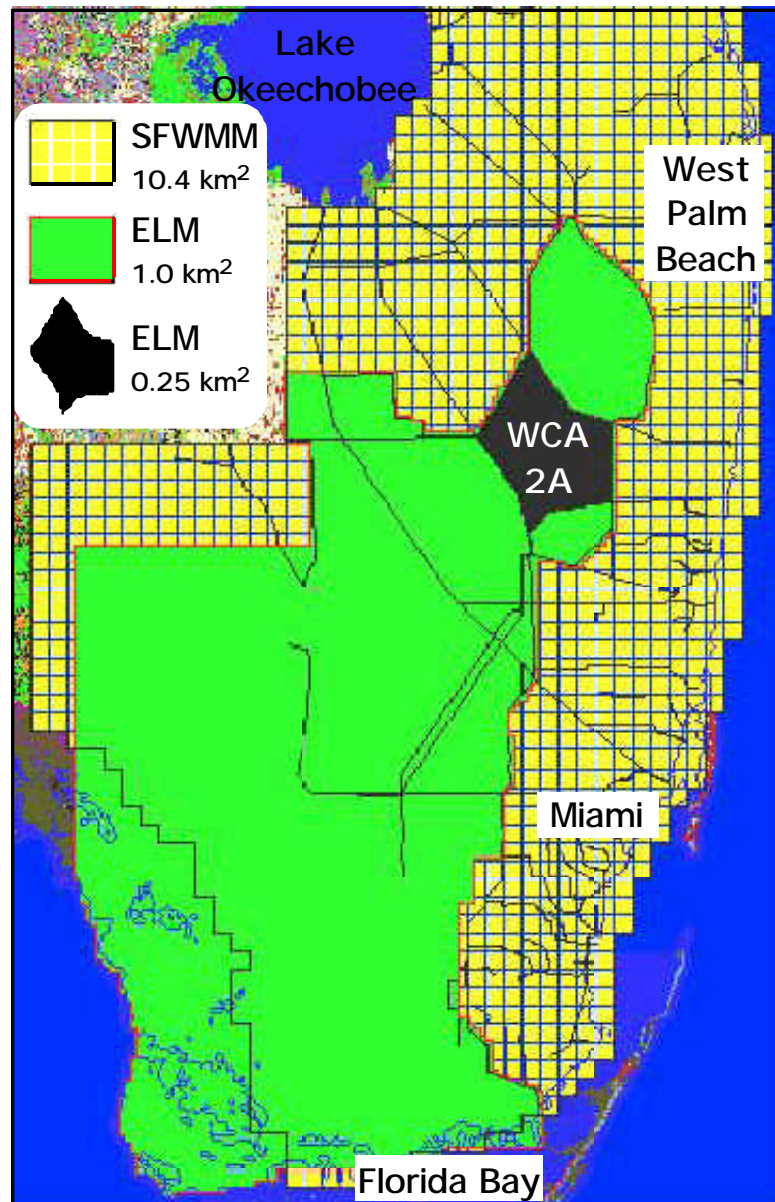 Lake
Okeechobee
SFWMM
10.4 km²
ELM
1.0 km²
ELM
0.25 km²
West
Palm
Beach
WCA
2A
Miami
Florida Bay